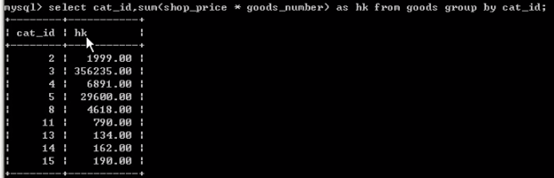 mysql> select cat_id,sum(shop_price * goods_number) as hk from goods group by cat_id;
+--------+-----------+
| cat_id | hk |
+--------+-----------+
| 2 | 1999.00 |
| 3 | 356235.00 |
| 4 | 6891.00 |
| 5 | 29600.00 |
| 8 | 4618.00 |
| 11 | 790.00 |
| 13 | 134.00 |
| 14 | 162.00 |
| 15 | 190.00 |
+--------+-----------+